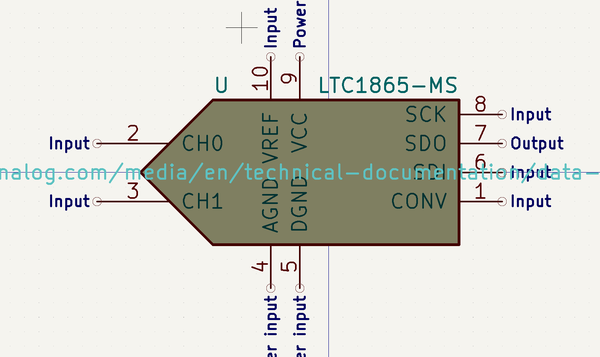 Input
Power
10
9
U
LTC1865-MS
8
SCK
Input
VREF
VCC
Input
2
CH0
SDO
7
Output
nalog.com/media/en/technical-documentation/data-
SDI
6
Input
Input
3
CH1
AGND
DGND
CONV
1
Input
4
5
er input
er input